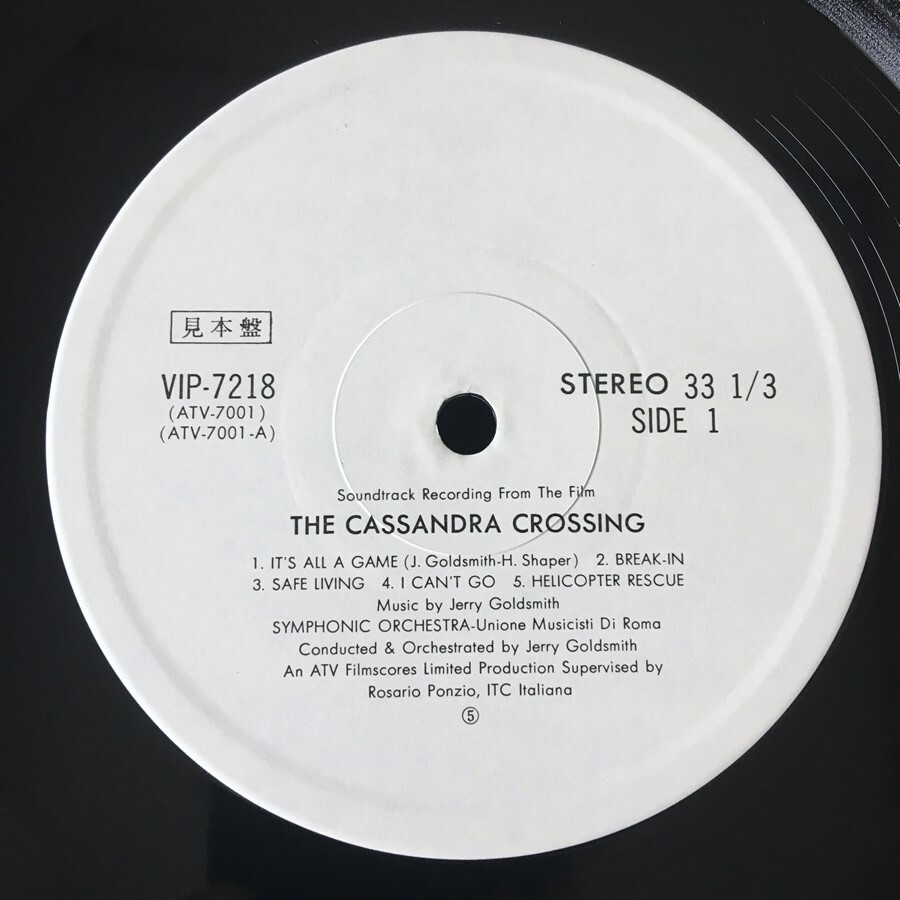 見本盤
VIP-7218
(ATV-7001)
(ATV-7001-A)
STEREO 33 1/3
SIDE 1
Soundtrack Recording From The Film
THE CASSANDRA CROSSING
1. IT'S ALL A GAME (J. Goldsmith-H. Shaper) 2. BREAK-IN
3. SAFE LIVING 4. I CAN'T GO 5. HELICOPTER RESCUE
Music by Jerry Goldsmith
SYMPHONIC ORCHESTRA-Unione Musicisti Di Roma
Conducted & Orchestrated by Jerry Goldsmith
An ATV Filmscores Limited Production Supervised by
Rosario Ponzio, ITC Italiana
⑤